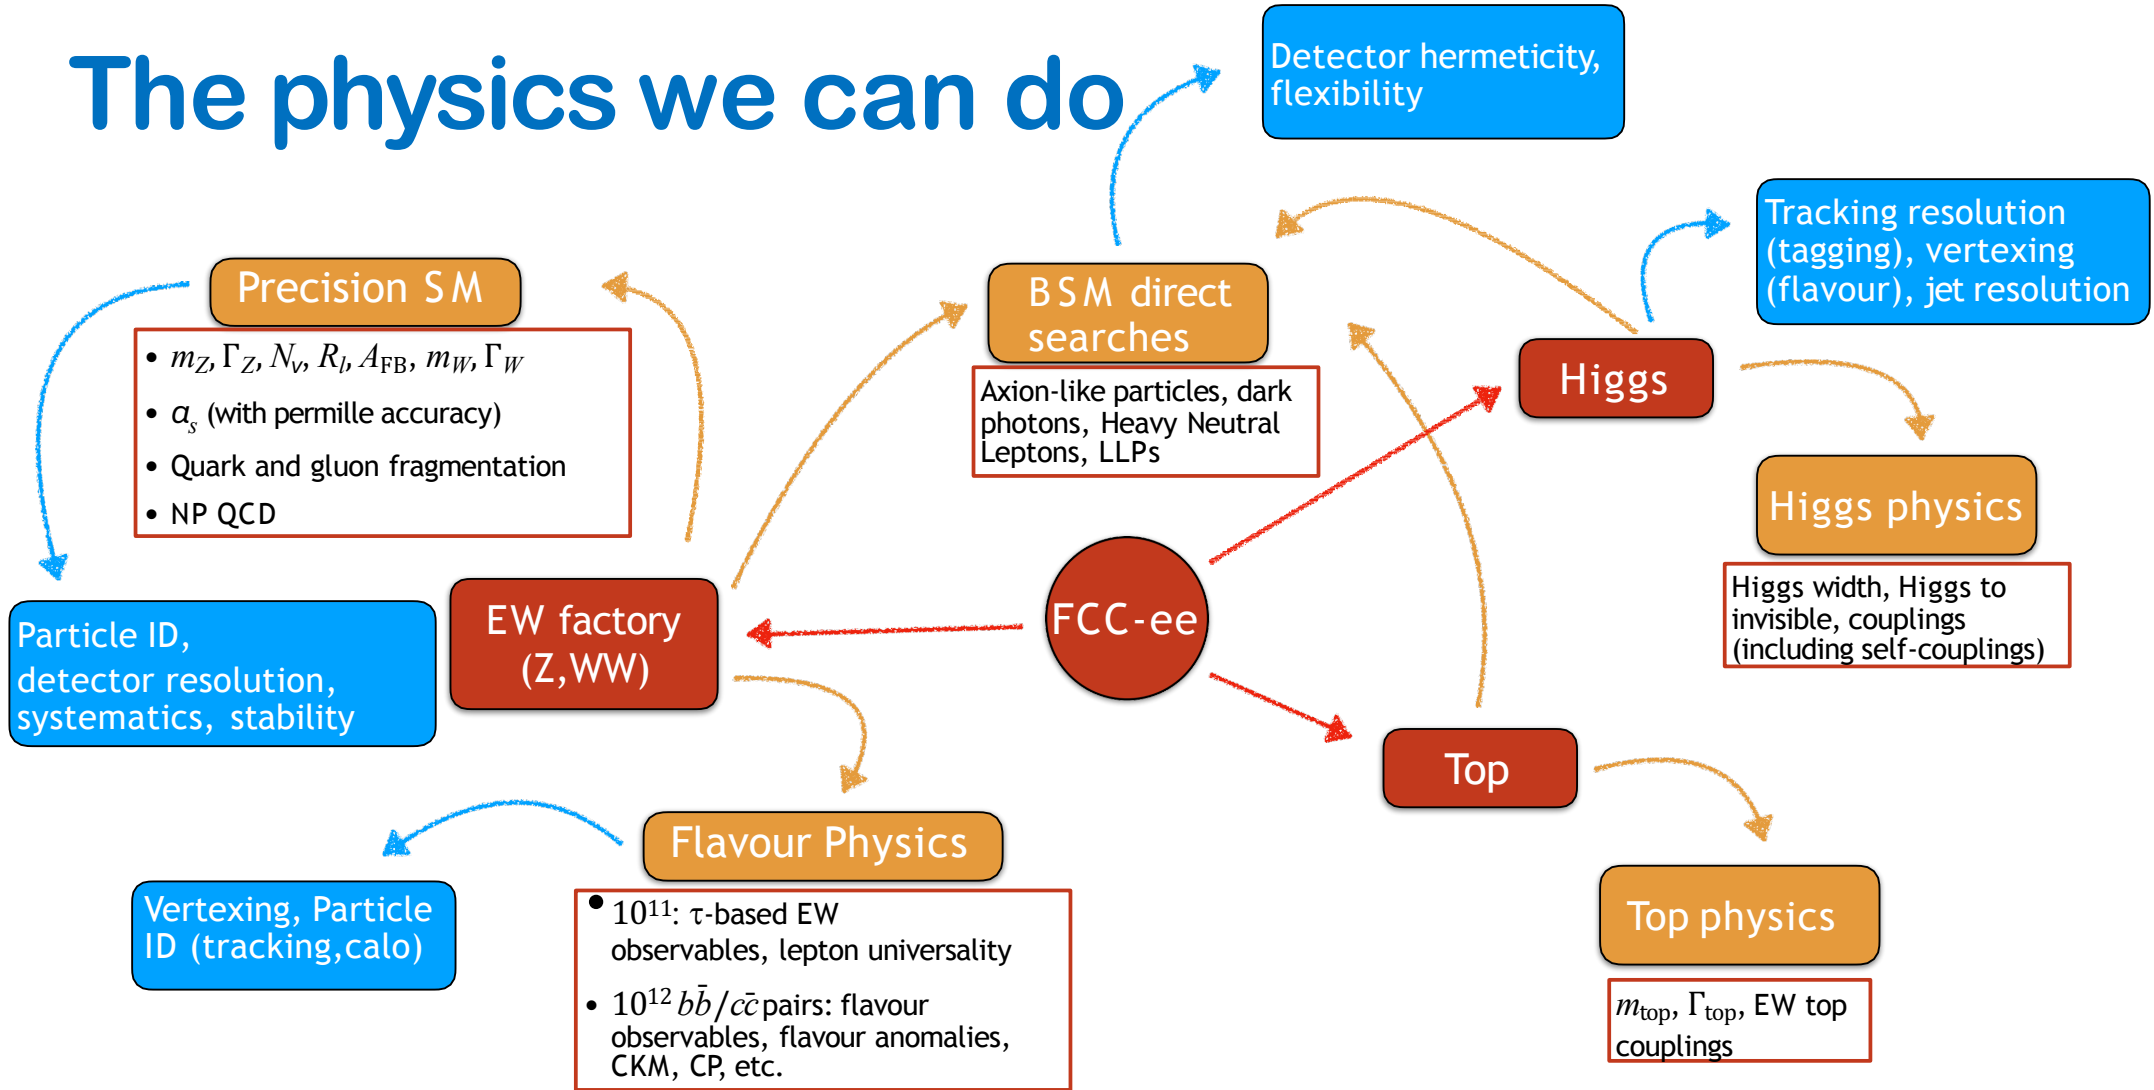 The physics we can do
Detector hermeticity,
flexibility
Tracking resolution
(tagging), vertexing
(flavour), jet resolution
Precision SM
• m_Z, Γ_Z, N_ν, R_l, A_FB, m_W, Γ_W
• α_s (with permille accuracy)
• Quark and gluon fragmentation
• NP QCD
BSM direct
searches
Axion-like particles, dark
photons, Heavy Neutral
Leptons, LLPs
Higgs
Higgs physics
Higgs width, Higgs to
invisible, couplings
(including self-couplings)
Particle ID,
detector resolution,
systematics, stability
EW factory
(Z,WW)
FCC-ee
Top
Flavour Physics
• 10¹¹: τ-based EW
observables, lepton universality
• 10¹² bb̄/cc̄ pairs: flavour
observables, flavour anomalies,
CKM, CP, etc.
Vertexing, Particle
ID (tracking,calo)
Top physics
m_top, Γ_top, EW top
couplings